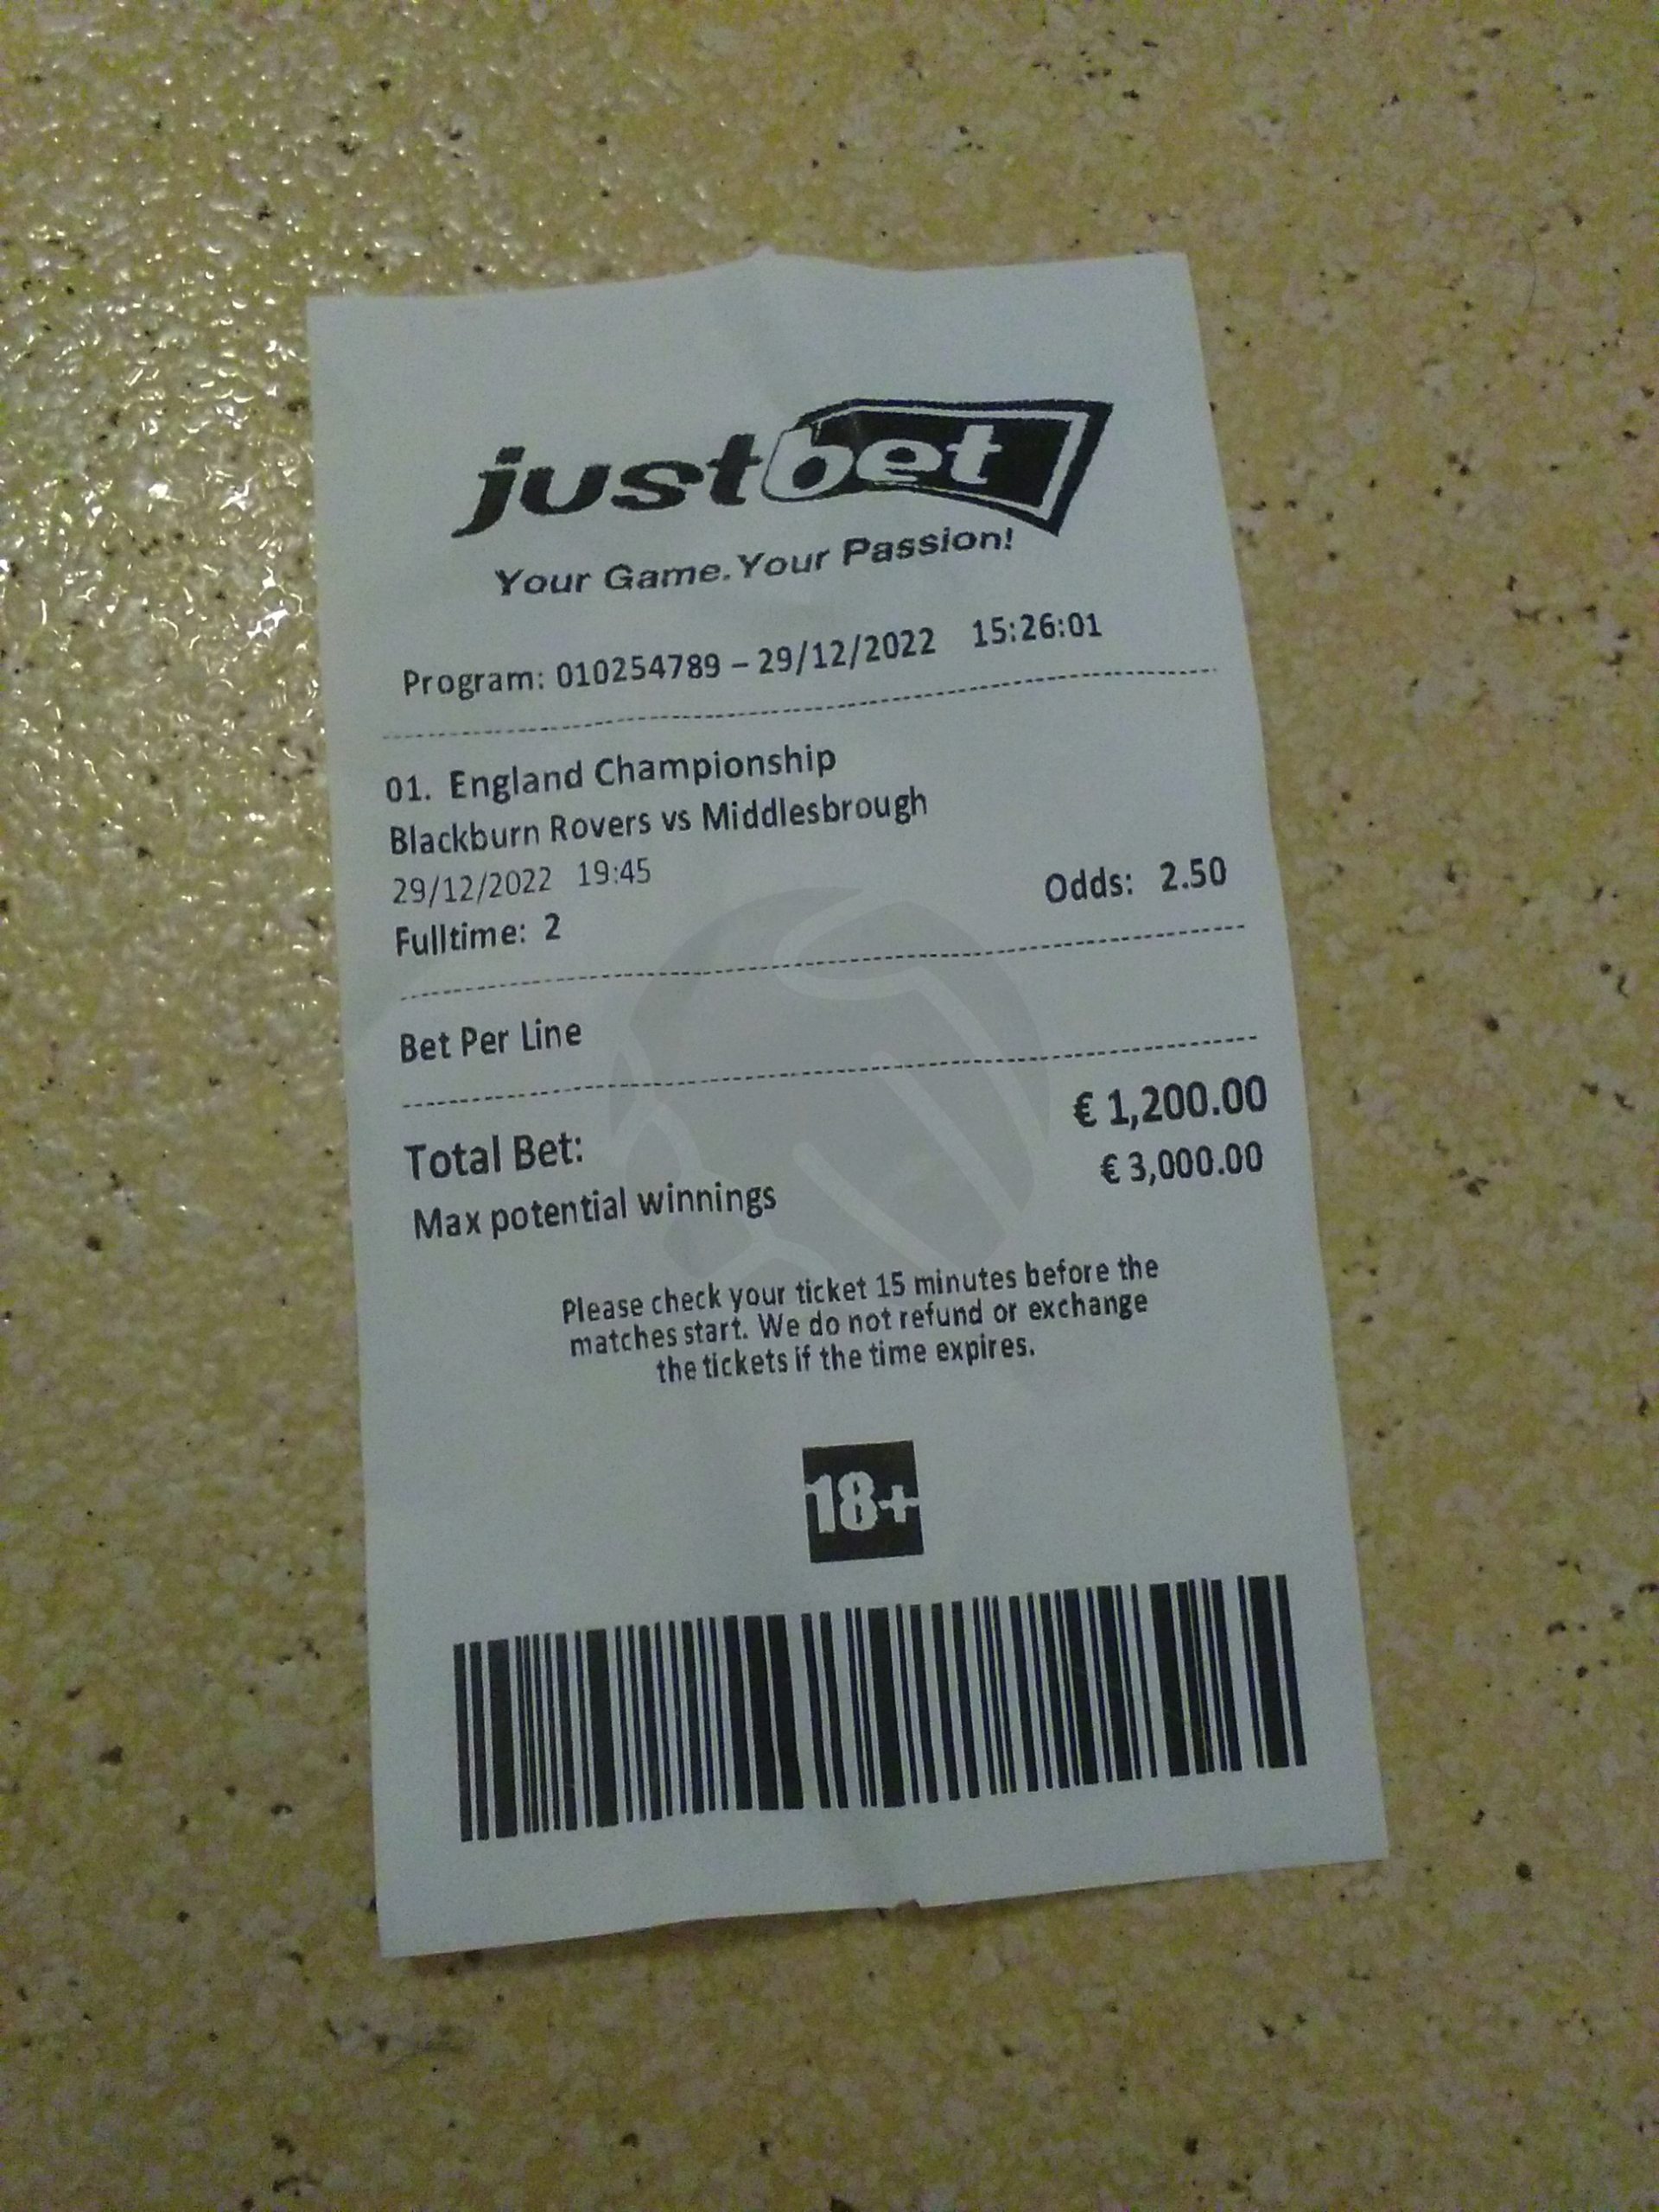 justbet
Your Game. Your Passion!
Program: 010254789 – 29/12/2022 15:26:01
01. England Championship
Blackburn Rovers vs Middlesbrough
29/12/2022 19:45
Fulltime: 2 Odds: 2.50
Bet Per Line
Total Bet: € 1,200.00
Max potential winnings € 3,000.00
Please check your ticket 15 minutes before the
matches start. We do not refund or exchange
the tickets if the time expires.
18+